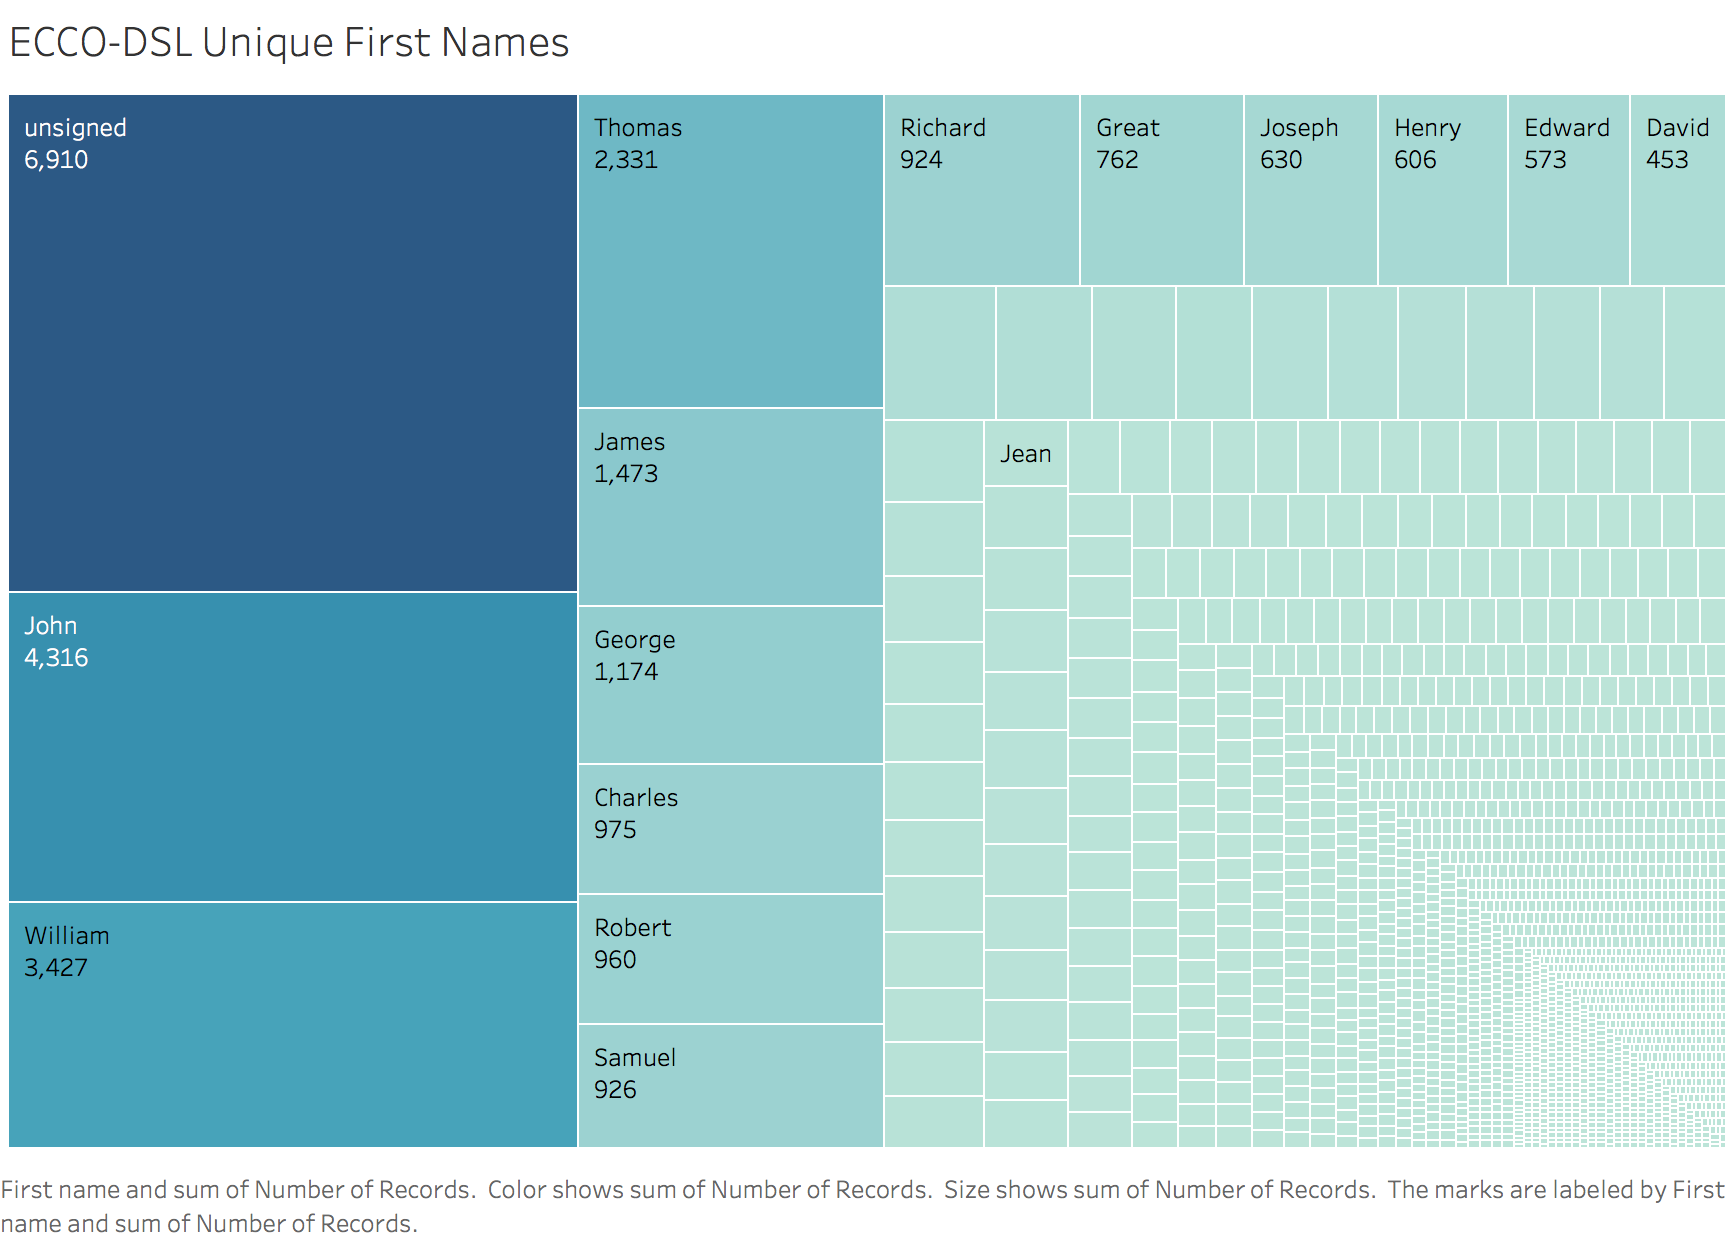 ECCO-DSL Unique First Names
unsigned
6,910
John
4,316
William
3,427
Thomas
2,331
James
1,473
George
1,174
Charles
975
Robert
960
Samuel
926
Richard
924
Great
762
Joseph
630
Henry
606
Edward
573
David
453
Jean
First name and sum of Number of Records.  Color shows sum of Number of Records.  Size shows sum of Number of Records.  The marks are labeled by First
name and sum of Number of Records.